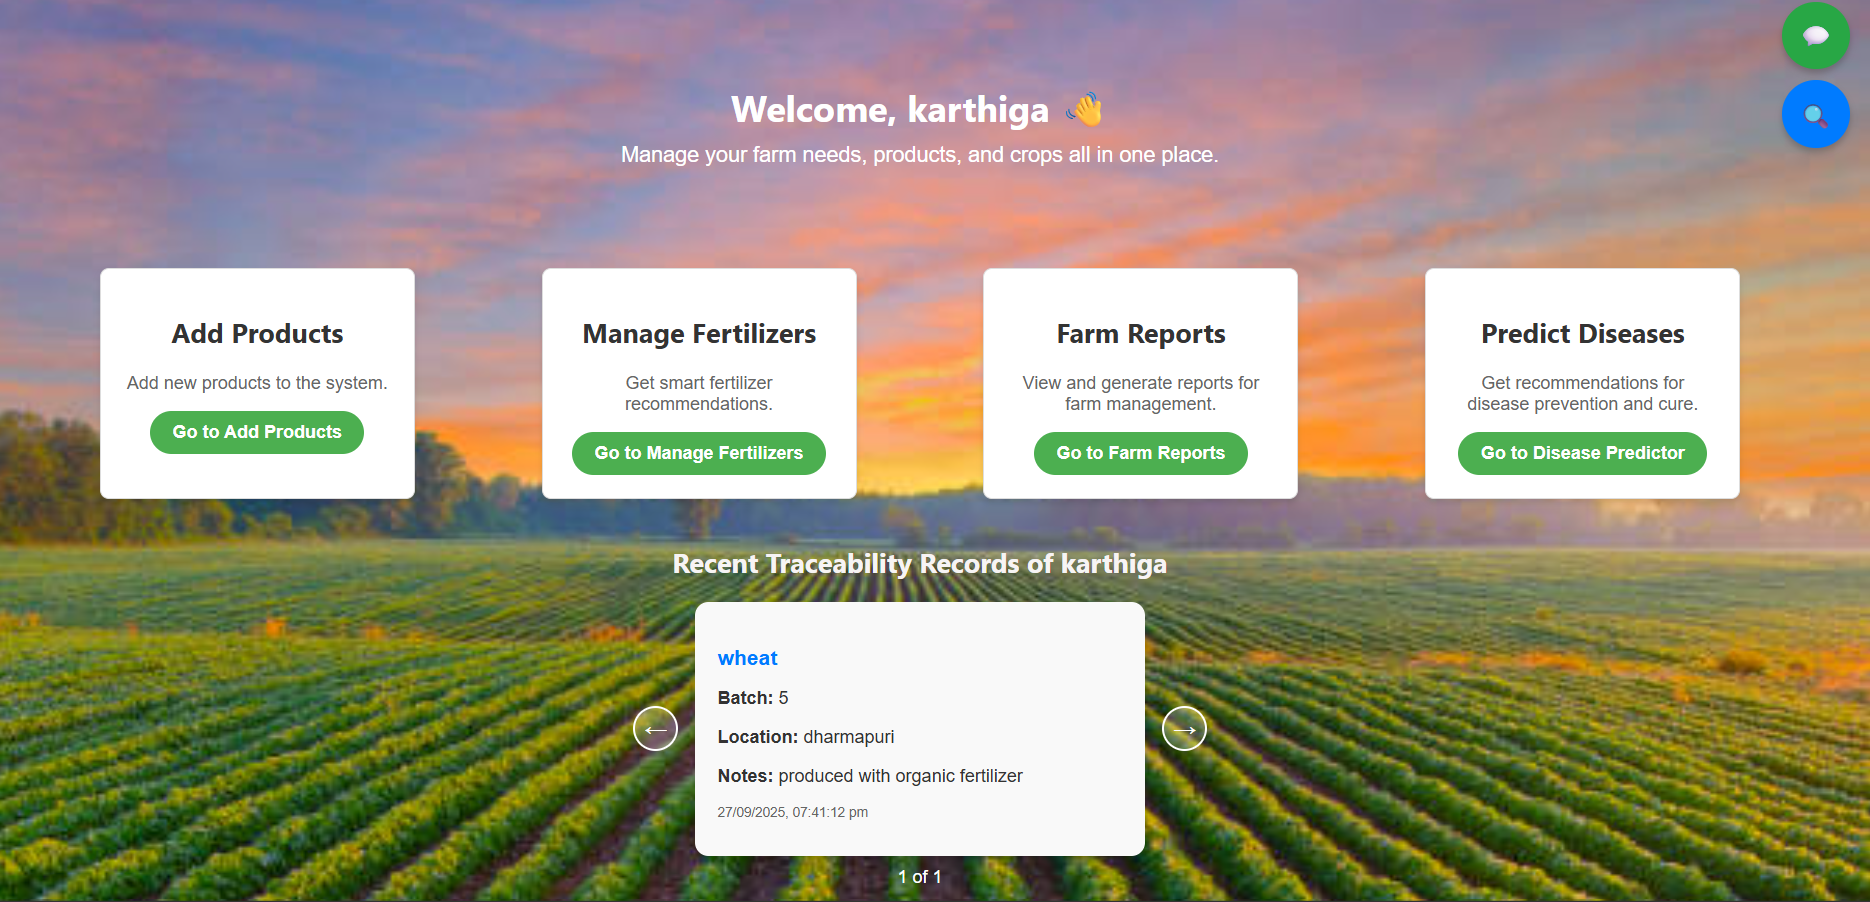 Welcome, karthiga 👋
Manage your farm needs, products, and crops all in one place.
Add Products
Add new products to the system.
Go to Add Products
Manage Fertilizers
Get smart fertilizer
recommendations.
Go to Manage Fertilizers
Farm Reports
View and generate reports for
farm management.
Go to Farm Reports
Predict Diseases
Get recommendations for
disease prevention and cure.
Go to Disease Predictor
Recent Traceability Records of karthiga
wheat
Batch: 5
Location: dharmapuri
Notes: produced with organic fertilizer
27/09/2025, 07:41:12 pm
← →
1 of 1